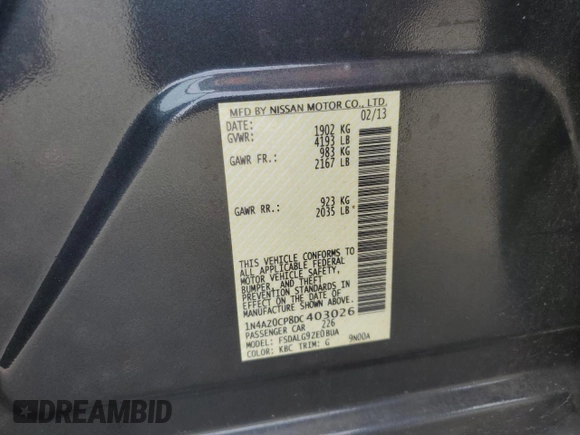 MFD BY NISSAN MOTOR CO., LTD.
DATE: 02/13
GVWR: 1902 KG
4193 LB
GAWR FR.: 983 KG
2167 LB
GAWR RR.: 923 KG
2035 LB
THIS VEHICLE CONFORMS TO
ALL APPLICABLE FEDERAL
MOTOR VEHICLE SAFETY,
BUMPER, AND THEFT
PREVENTION STANDARDS IN
EFFECT ON THE DATE OF
MANUFACTURE SHOWN ABOVE.
1N4AZ0CP8DC403026
PASSENGER CAR 226
MODEL: FSDALG9ZE08UA
COLOR: KBC TRIM: G 9N00A
DREAMBID